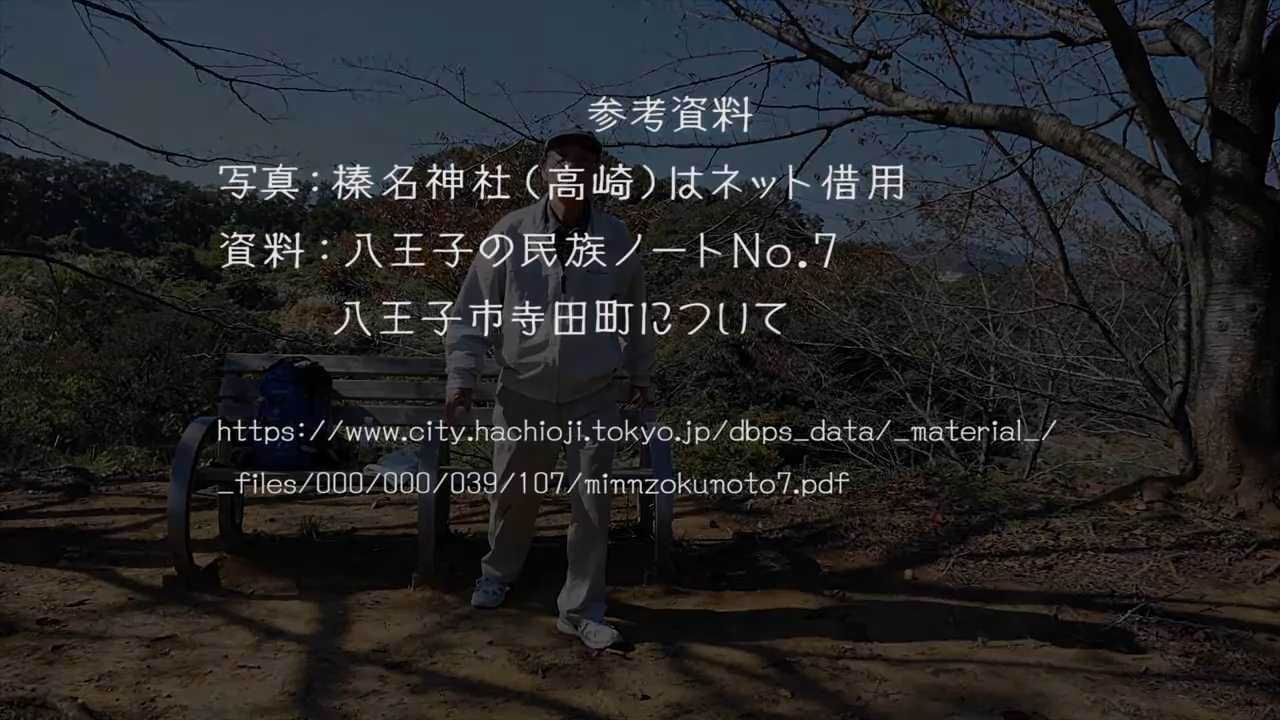 参考資料
写真：榛名神社（高崎）はネット借用
資料：八王子の民族ノートNo.7
八王子市寺田町について
https://www.city.hachioji.tokyo.jp/dbps_data/_material_/
_files/000/000/039/107/minnzokunoto7.pdf